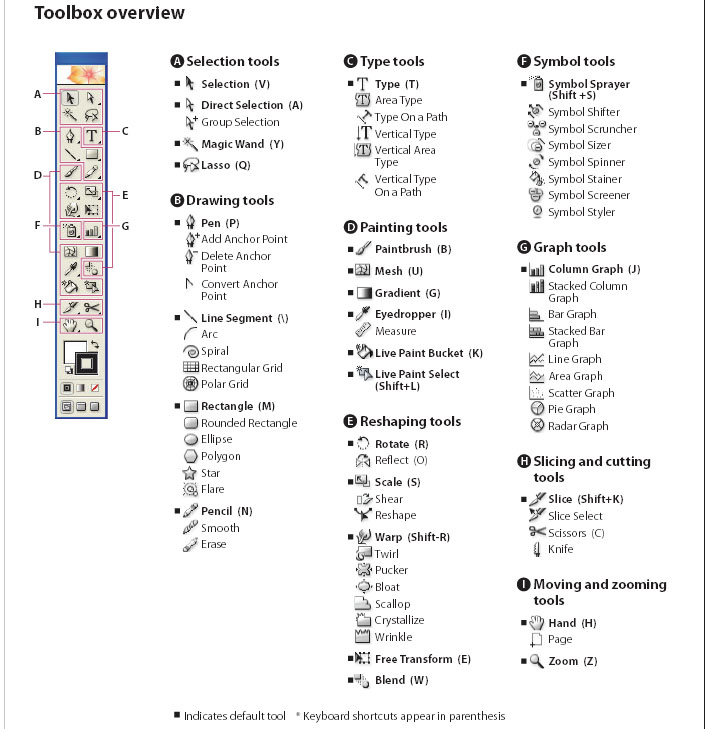 Toolbox overview
A
B
C
D
E
F
G
H
I
A Selection tools
Selection (V)
Direct Selection (A)
Group Selection
Magic Wand (Y)
Lasso (Q)
B Drawing tools
Pen (P)
Add Anchor Point
Delete Anchor
Point
Convert Anchor
Point
Line Segment (\)
Arc
Spiral
Rectangular Grid
Polar Grid
Rectangle (M)
Rounded Rectangle
Ellipse
Polygon
Star
Flare
Pencil (N)
Smooth
Erase
C Type tools
Type (T)
Area Type
Type On a Path
Vertical Type
Vertical Area
Type
Vertical Type
On a Path
D Painting tools
Paintbrush (B)
Mesh (U)
Gradient (G)
Eyedropper (I)
Measure
Live Paint Bucket (K)
Live Paint Select
(Shift+L)
E Reshaping tools
Rotate (R)
Reflect (O)
Scale (S)
Shear
Reshape
Warp (Shift-R)
Twirl
Pucker
Bloat
Scallop
Crystallize
Wrinkle
Free Transform (E)
Blend (W)
F Symbol tools
Symbol Sprayer
(Shift +S)
Symbol Shifter
Symbol Scruncher
Symbol Sizer
Symbol Spinner
Symbol Stainer
Symbol Screener
Symbol Styler
G Graph tools
Column Graph (J)
Stacked Column
Graph
Bar Graph
Stacked Bar
Graph
Line Graph
Area Graph
Scatter Graph
Pie Graph
Radar Graph
H Slicing and cutting
tools
Slice (Shift+K)
Slice Select
Scissors (C)
Knife
I Moving and zooming
tools
Hand (H)
Page
Zoom (Z)
■ Indicates default tool * Keyboard shortcuts appear in parenthesis